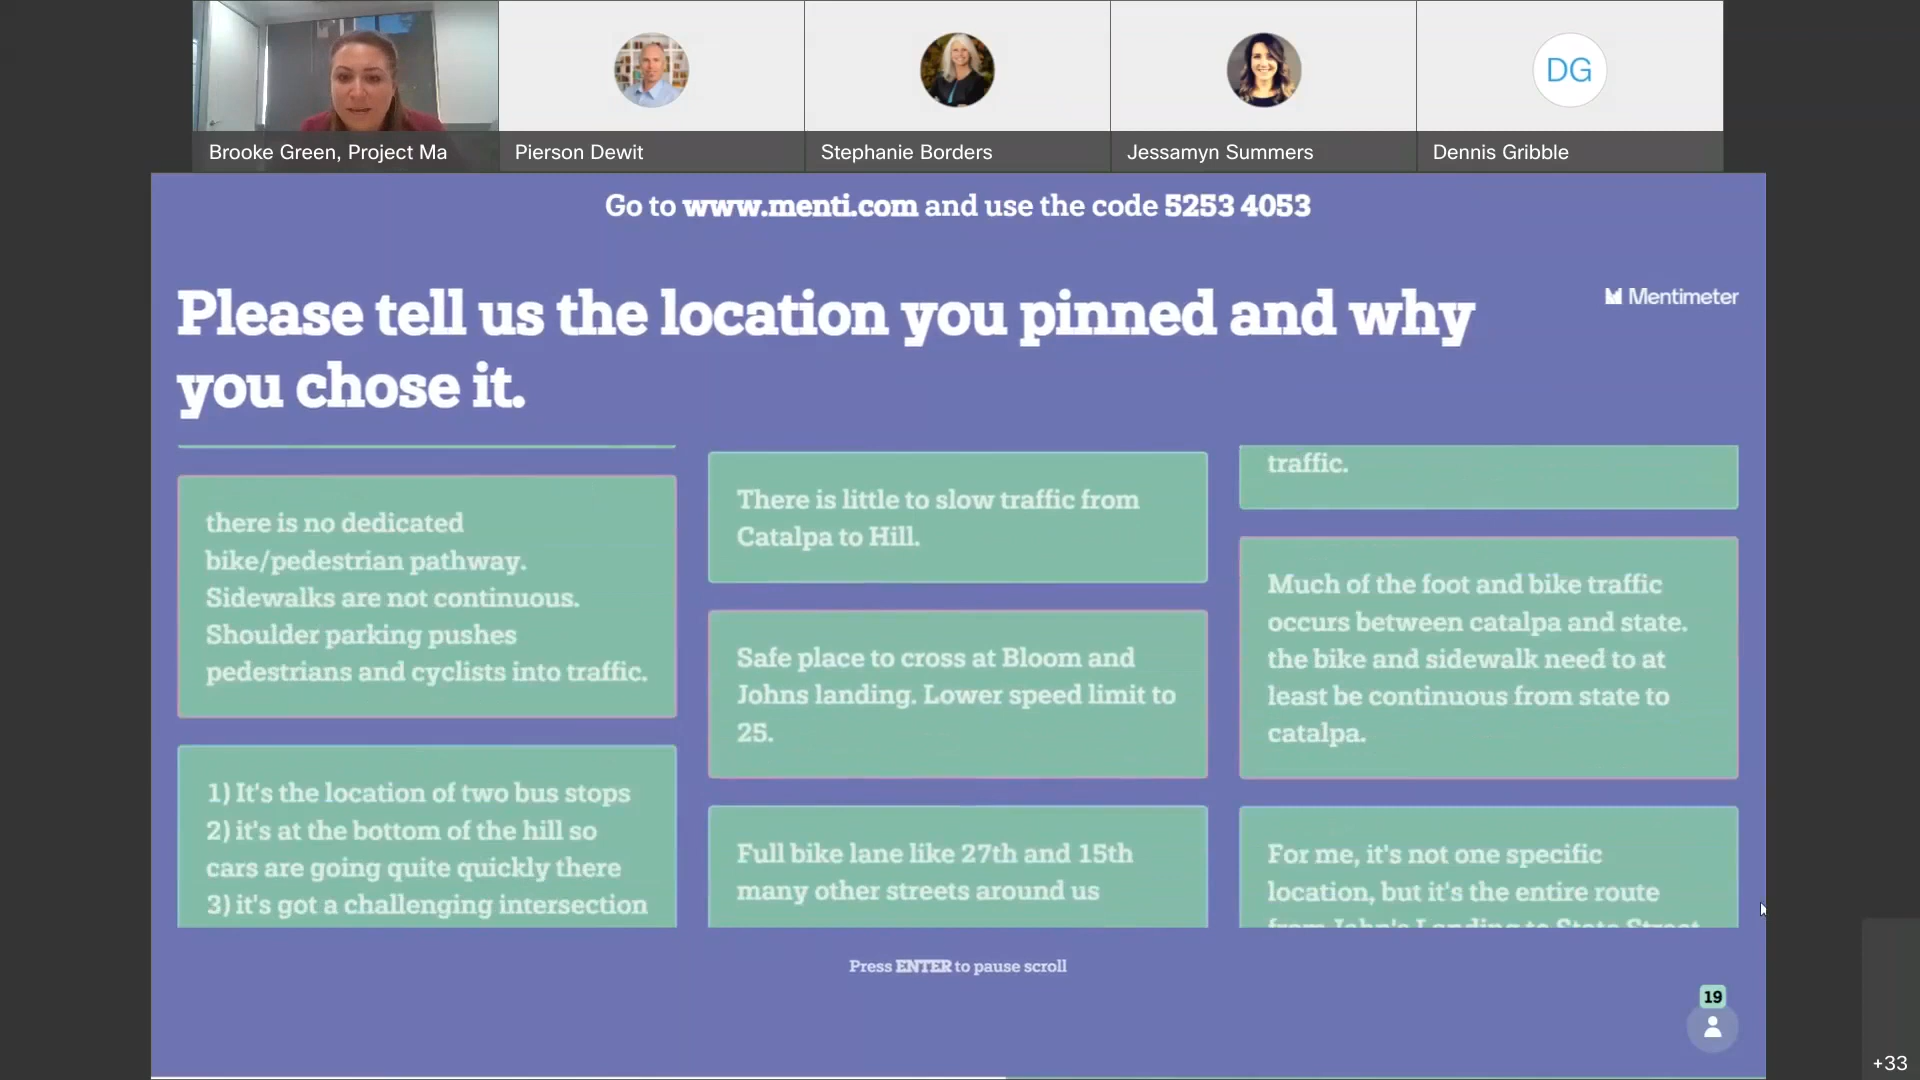 DG
Brooke Green, Project Ma
Pierson Dewit
Stephanie Borders
Jessamyn Summers
Dennis Gribble
Go to www.menti.com and use the code 5253 4053
Please tell us the location you pinned and why
you chose it.
Mentimeter
there is no dedicated
bike/pedestrian pathway.
Sidewalks are not continuous.
Shoulder parking pushes
pedestrians and cyclists into traffic.
1) It's the location of two bus stops
2) it's at the bottom of the hill so
cars are going quite quickly there
3) it's got a challenging intersection
There is little to slow traffic from
Catalpa to Hill.
Safe place to cross at Bloom and
Johns landing. Lower speed limit to
25.
Full bike lane like 27th and 15th
many other streets around us
traffic.
Much of the foot and bike traffic
occurs between catalpa and state.
the bike and sidewalk need to at
least be continuous from state to
catalpa.
For me, it's not one specific
location, but it's the entire route
from John's Landing to State Street
Press ENTER to pause scroll
19
+33